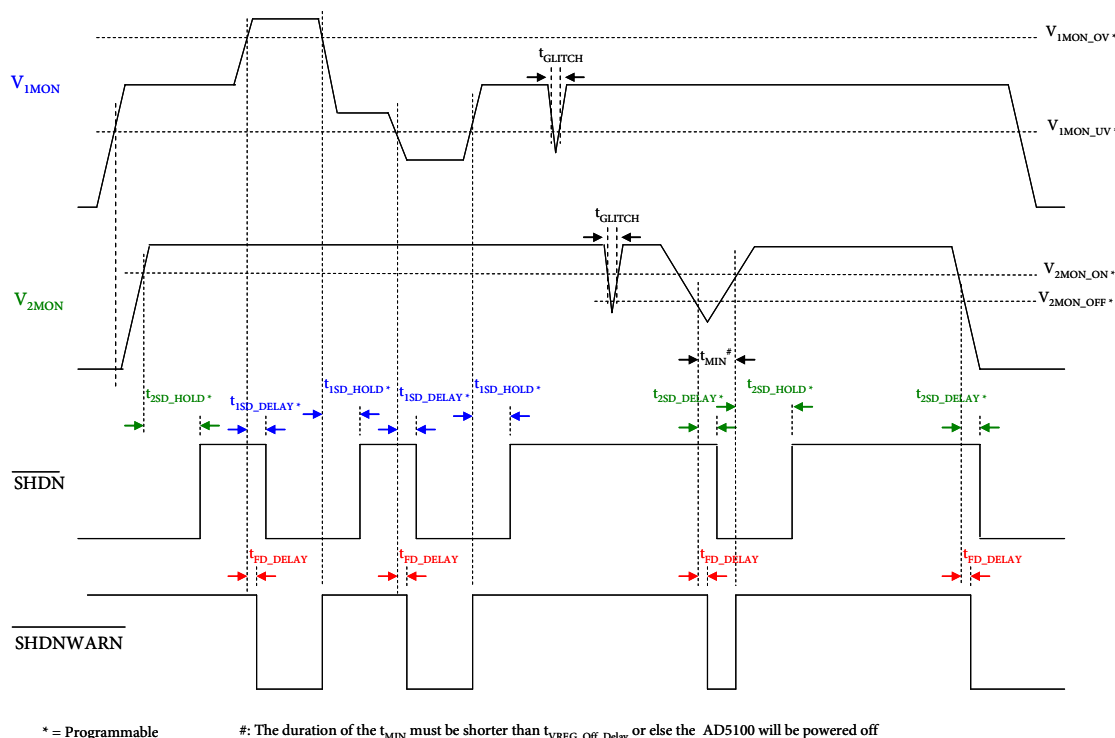 V1MON_OV *
tGLITCH
V1MON
V1MON_UV *
tGLITCH
V2MON_ON *
V2MON
V2MON_OFF *
tMIN#
t2SD_HOLD * t1SD_DELAY * t1SD_HOLD * t1SD_DELAY * t1SD_HOLD * t2SD_DELAY * t2SD_HOLD * t2SD_DELAY *
SHDN
tFD_DELAY tFD_DELAY tFD_DELAY tFD_DELAY
SHDNWARN
* = Programmable #: The duration of the tMIN must be shorter than tVREG_Off_Delay or else the AD5100 will be powered off